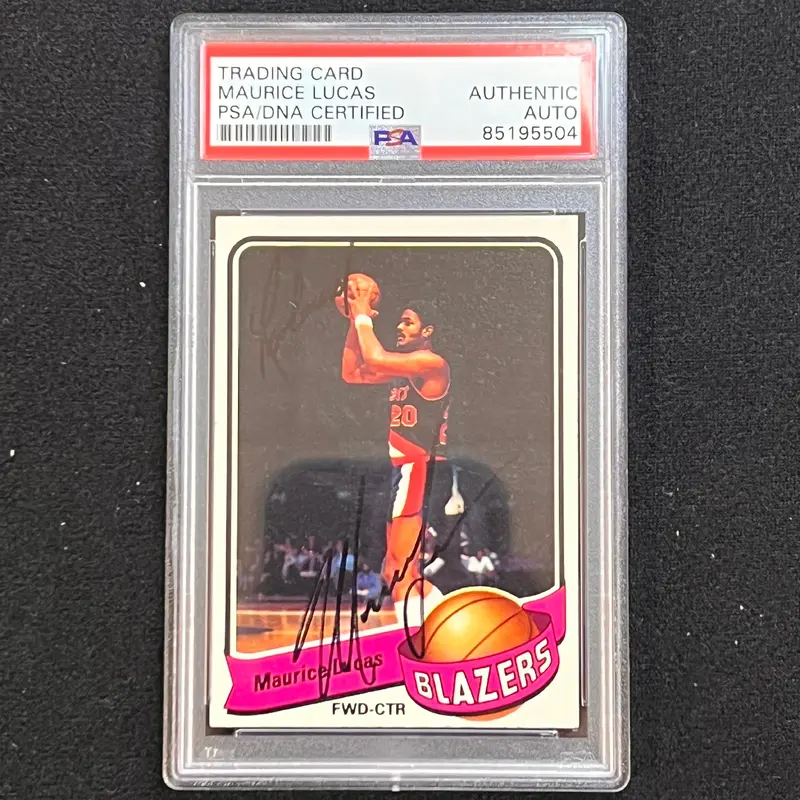 TRADING CARD
MAURICE LUCAS
AUTHENTIC
PSA/DNA CERTIFIED
AUTO
PSA
85195504
20
Maurice Lucas
BLAZERS
FWD-CTR